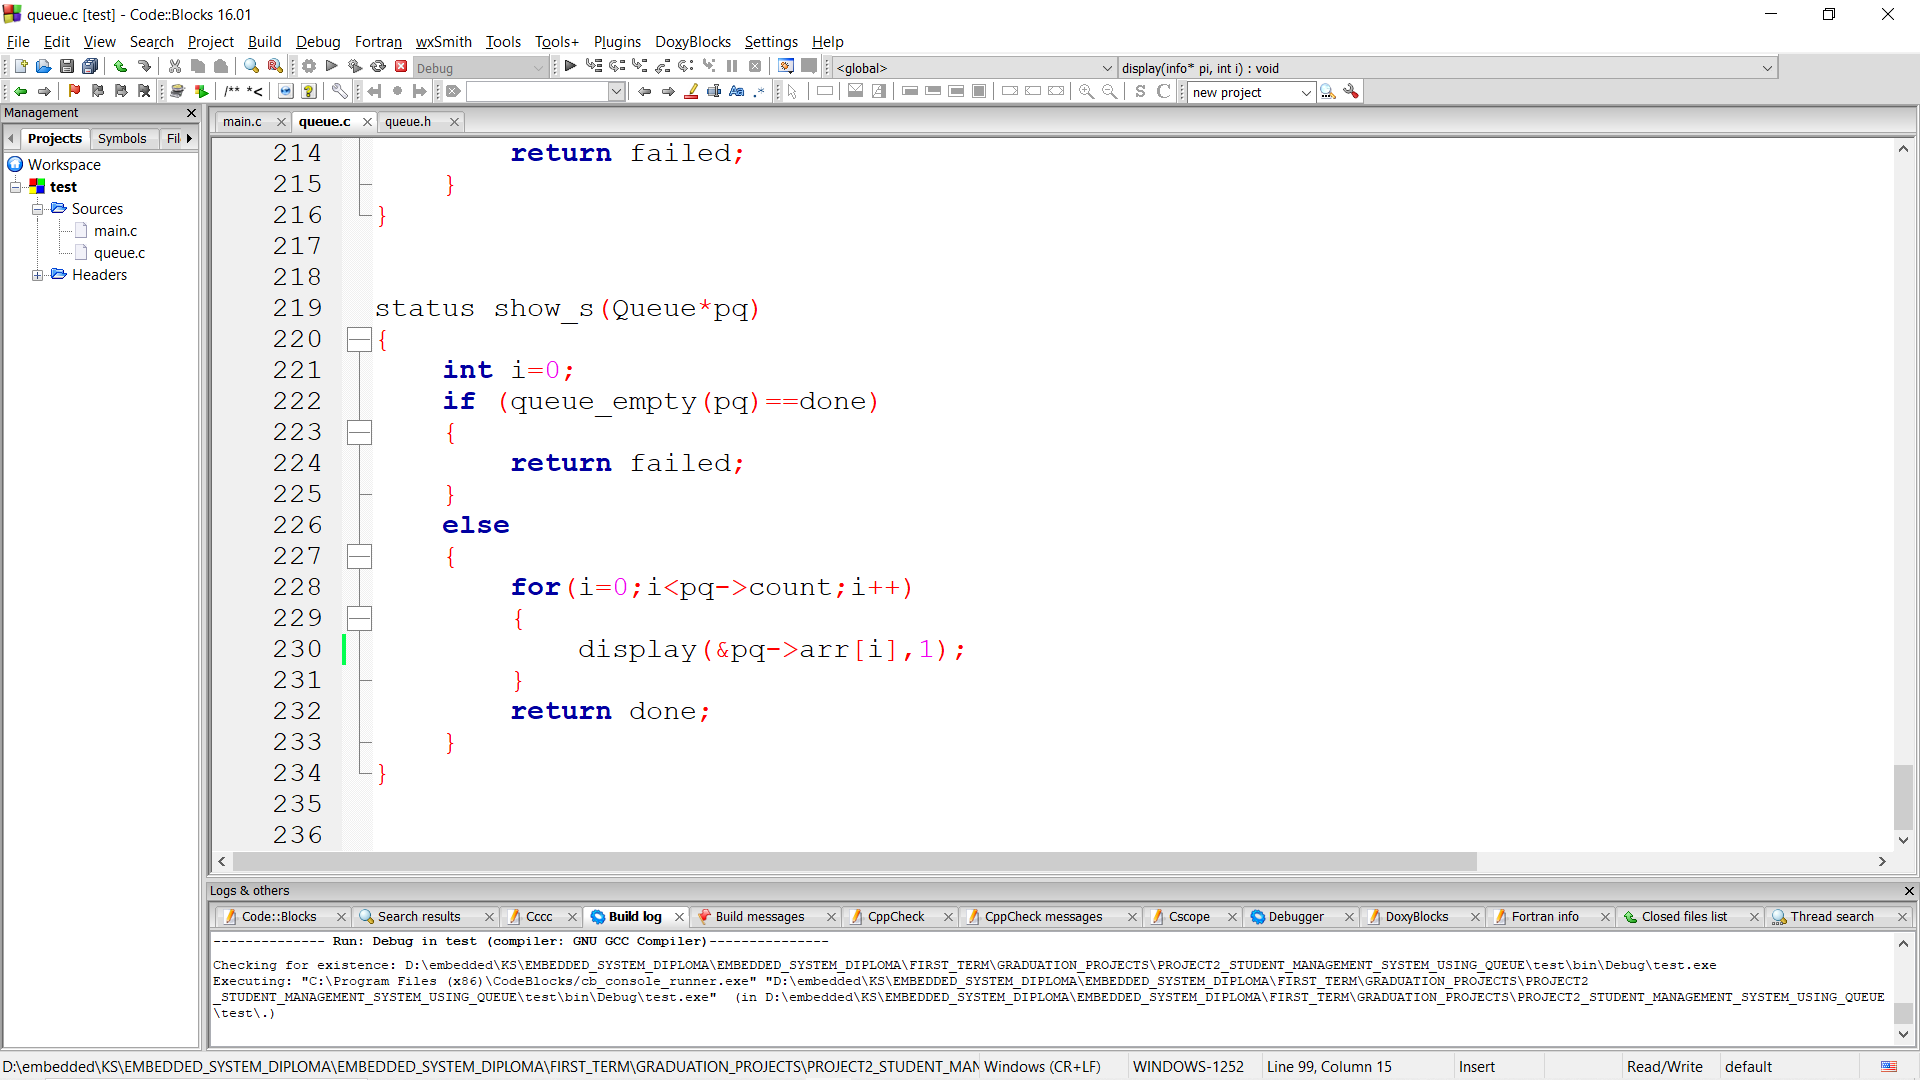 queue.c [test] - Code::Blocks 16.01
File Edit View Search Project Build Debug Fortran wxSmith Tools Tools+ Plugins DoxyBlocks Settings Help
Debug <global> display(info* pi, int i) : void
/** *< Aa .* S C new project
Management
main.c queue.c queue.h
Projects Symbols Fil
Workspace
test
Sources
main.c
queue.c
Headers
214 return failed;
215 }
216 }
217
218
219 status show_s(Queue*pq)
220 {
221 int i=0;
222 if (queue_empty(pq)==done)
223 {
224 return failed;
225 }
226 else
227 {
228 for(i=0;i<pq->count;i++)
229 {
230 display(&pq->arr[i],1);
231 }
232 return done;
233 }
234 }
235
236
Logs & others
Code::Blocks Search results Cccc Build log Build messages CppCheck CppCheck messages Cscope Debugger DoxyBlocks Fortran info Closed files list Thread search
-------------- Run: Debug in test (compiler: GNU GCC Compiler)---------------
Checking for existence: D:\embedded\KS\EMBEDDED_SYSTEM_DIPLOMA\EMBEDDED_SYSTEM_DIPLOMA\FIRST_TERM\GRADUATION_PROJECTS\PROJECT2_STUDENT_MANAGEMENT_SYSTEM_USING_QUEUE\test\bin\Debug\test.exe
Executing: "C:\Program Files (x86)\CodeBlocks/cb_console_runner.exe" "D:\embedded\KS\EMBEDDED_SYSTEM_DIPLOMA\EMBEDDED_SYSTEM_DIPLOMA\FIRST_TERM\GRADUATION_PROJECTS\PROJECT2
_STUDENT_MANAGEMENT_SYSTEM_USING_QUEUE\test\bin\Debug\test.exe" (in D:\embedded\KS\EMBEDDED_SYSTEM_DIPLOMA\EMBEDDED_SYSTEM_DIPLOMA\FIRST_TERM\GRADUATION_PROJECTS\PROJECT2_STUDENT_MANAGEMENT_SYSTEM_USING_QUEUE
\test\.)
D:\embedded\KS\EMBEDDED_SYSTEM_DIPLOMA\EMBEDDED_SYSTEM_DIPLOMA\FIRST_TERM\GRADUATION_PROJECTS\PROJECT2_STUDENT_MAN Windows (CR+LF) WINDOWS-1252 Line 99, Column 15 Insert Read/Write default